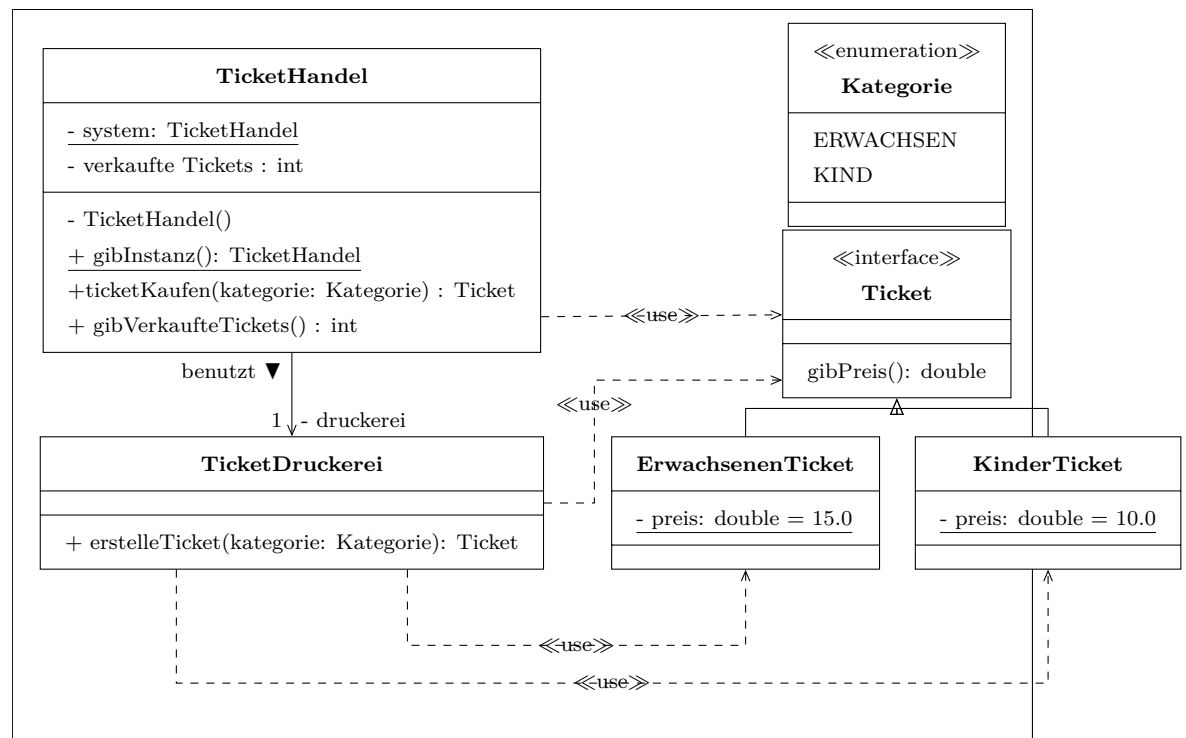 TicketHandel
- system: TicketHandel
- verkaufte Tickets : int
- TicketHandel()
+ gibInstanz(): TicketHandel
+ticketKaufen(kategorie: Kategorie) : Ticket
+ gibVerkaufteTickets() : int
≪enumeration≫
Kategorie
ERWACHSEN
KIND
≪interface≫
Ticket
gibPreis(): double
≪use≫
benutzt ▼
1 - druckerei
≪use≫
TicketDruckerei
+ erstelleTicket(kategorie: Kategorie): Ticket
ErwachsenenTicket
- preis: double = 15.0
KinderTicket
- preis: double = 10.0
≪use≫
≪use≫